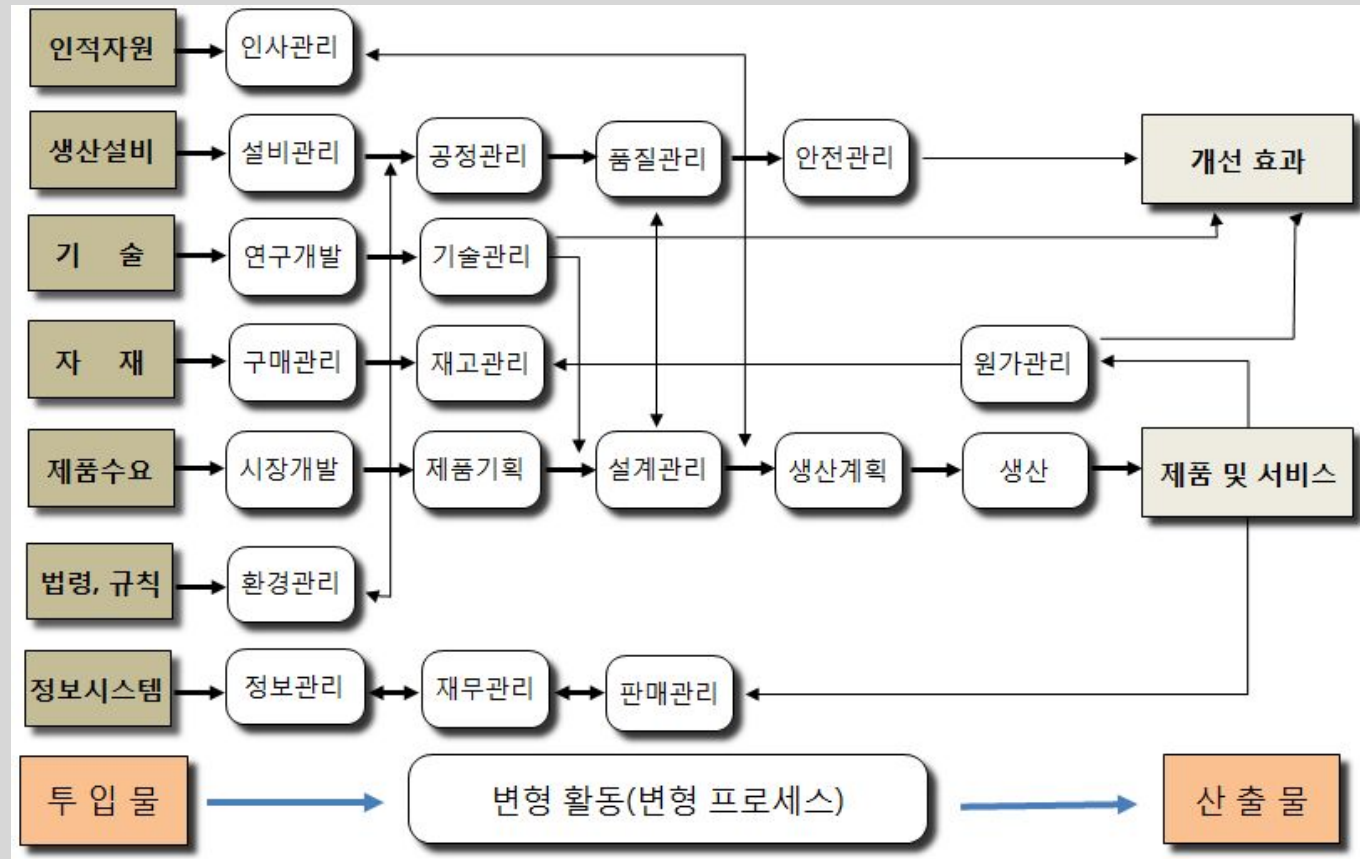 인적자원
인사관리
생산설비
설비관리
공정관리
품질관리
안전관리
개선 효과
기 술
연구개발
기술관리
자 재
구매관리
재고관리
원가관리
제품수요
시장개발
제품기획
설계관리
생산계획
생산
제품 및 서비스
법령, 규칙
환경관리
정보시스템
정보관리
재무관리
판매관리
투 입 물
변형 활동(변형 프로세스)
산 출 물